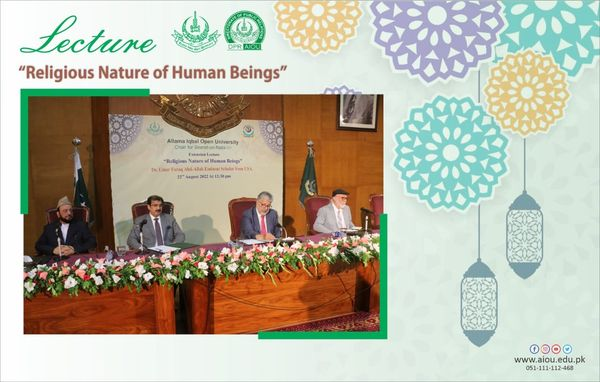 Lecture
DPR AIOU
"Religious Nature of Human Beings"
Allama Iqbal Open University
Chair for Seerat-un-Nabi
Extension Lecture
"Religious Nature of Human Beings"
Dr. Umer Faruq Abd-Allah Eminent Scholar from USA.
22nd August 2022 At 12:30 pm
www.aiou.edu.pk
051-111-112-468